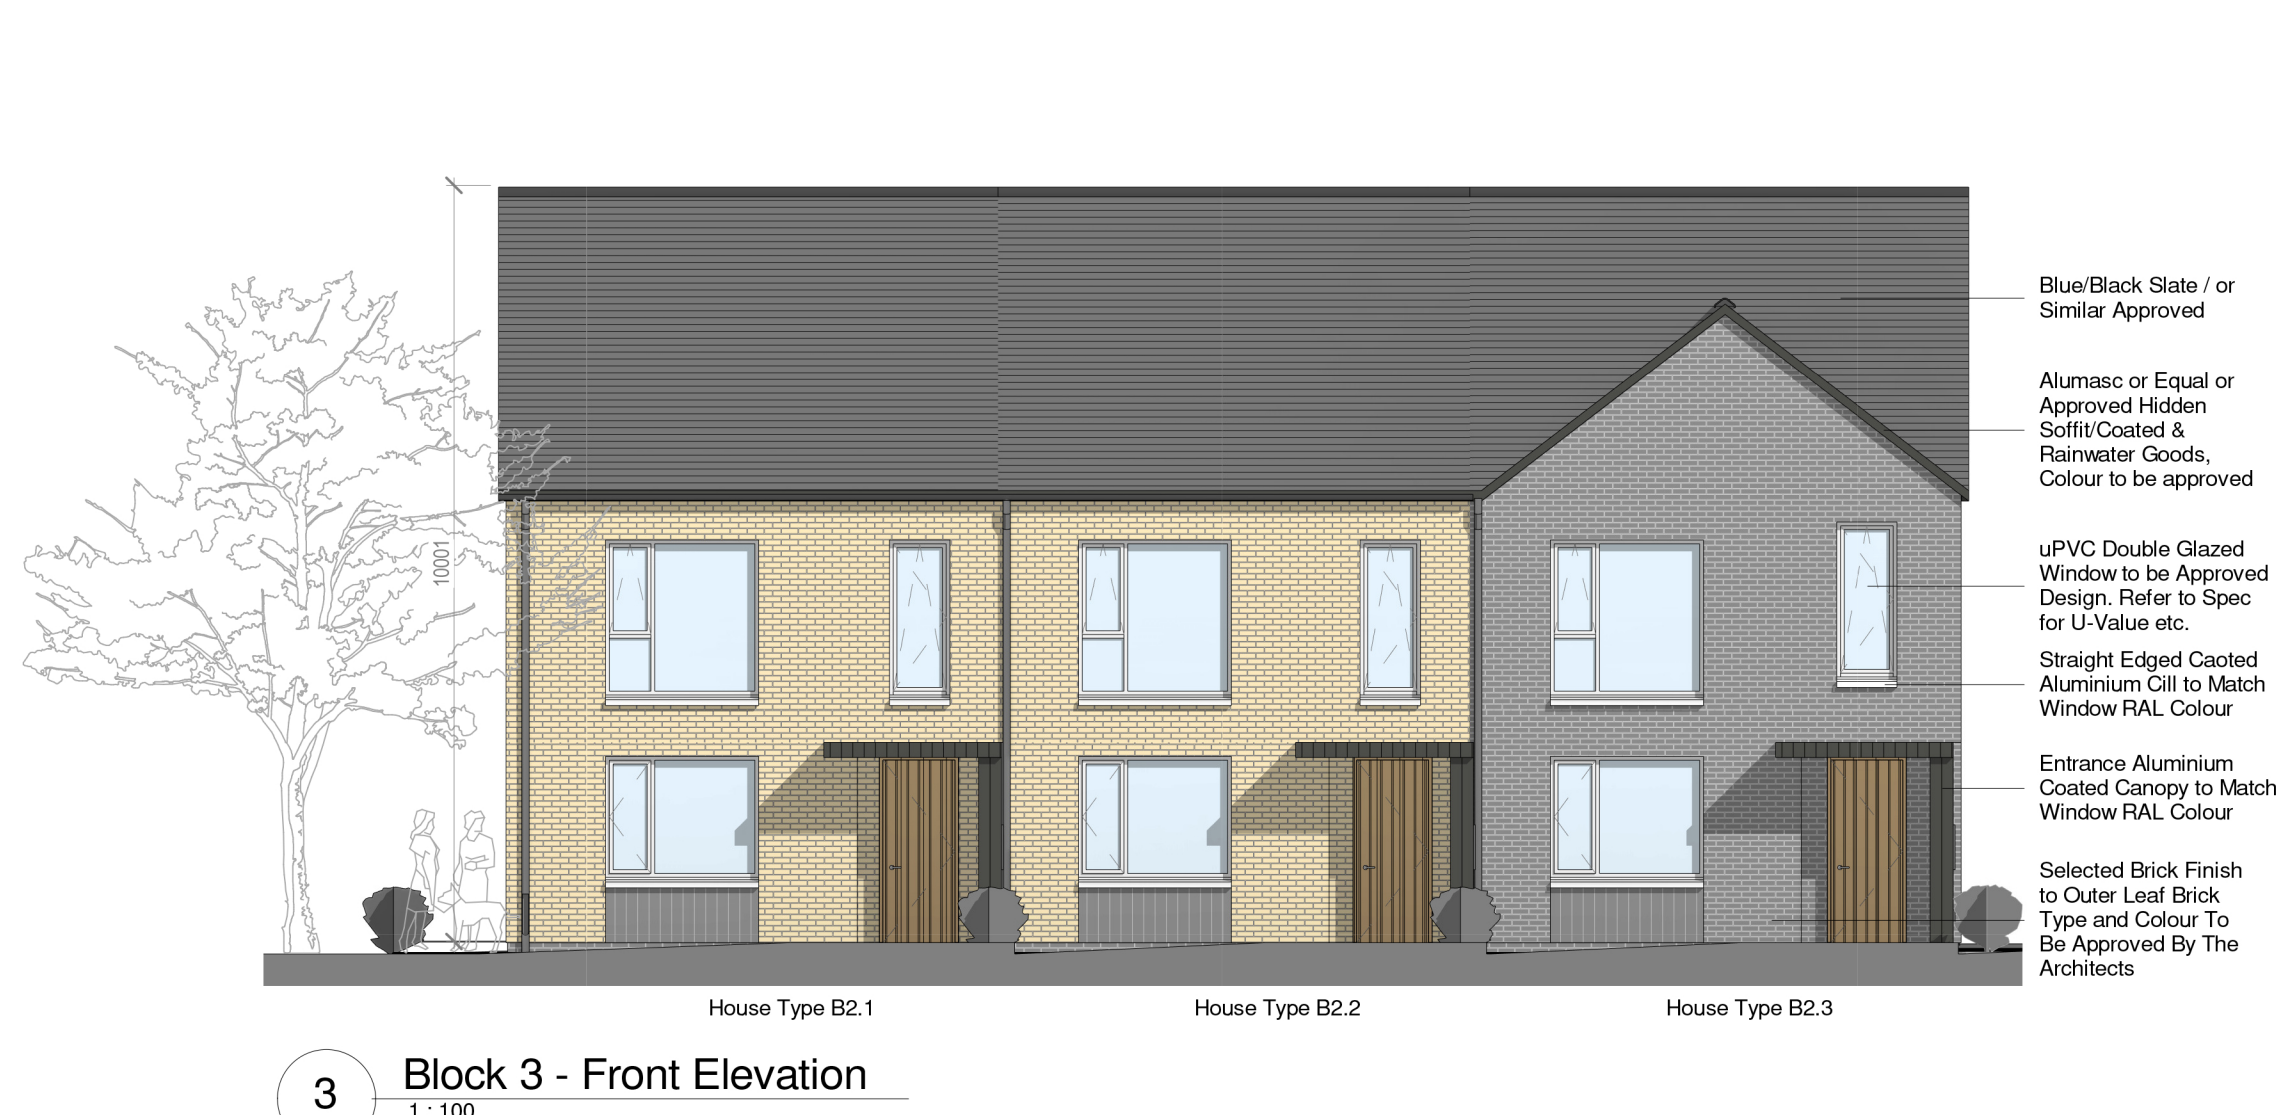 Blue/Black Slate / or
Similar Approved
Alumasc or Equal or
Approved Hidden
Soffit/Coated &
Rainwater Goods,
Colour to be approved
10001
uPVC Double Glazed
Window to be Approved
Design. Refer to Spec
for U-Value etc.
Straight Edged Caoted
Aluminium Cill to Match
Window RAL Colour
Entrance Aluminium
Coated Canopy to Match
Window RAL Colour
Selected Brick Finish
to Outer Leaf Brick
Type and Colour To
Be Approved By The
Architects
House Type B2.1
House Type B2.2
House Type B2.3
3
Block 3 - Front Elevation
1 : 100